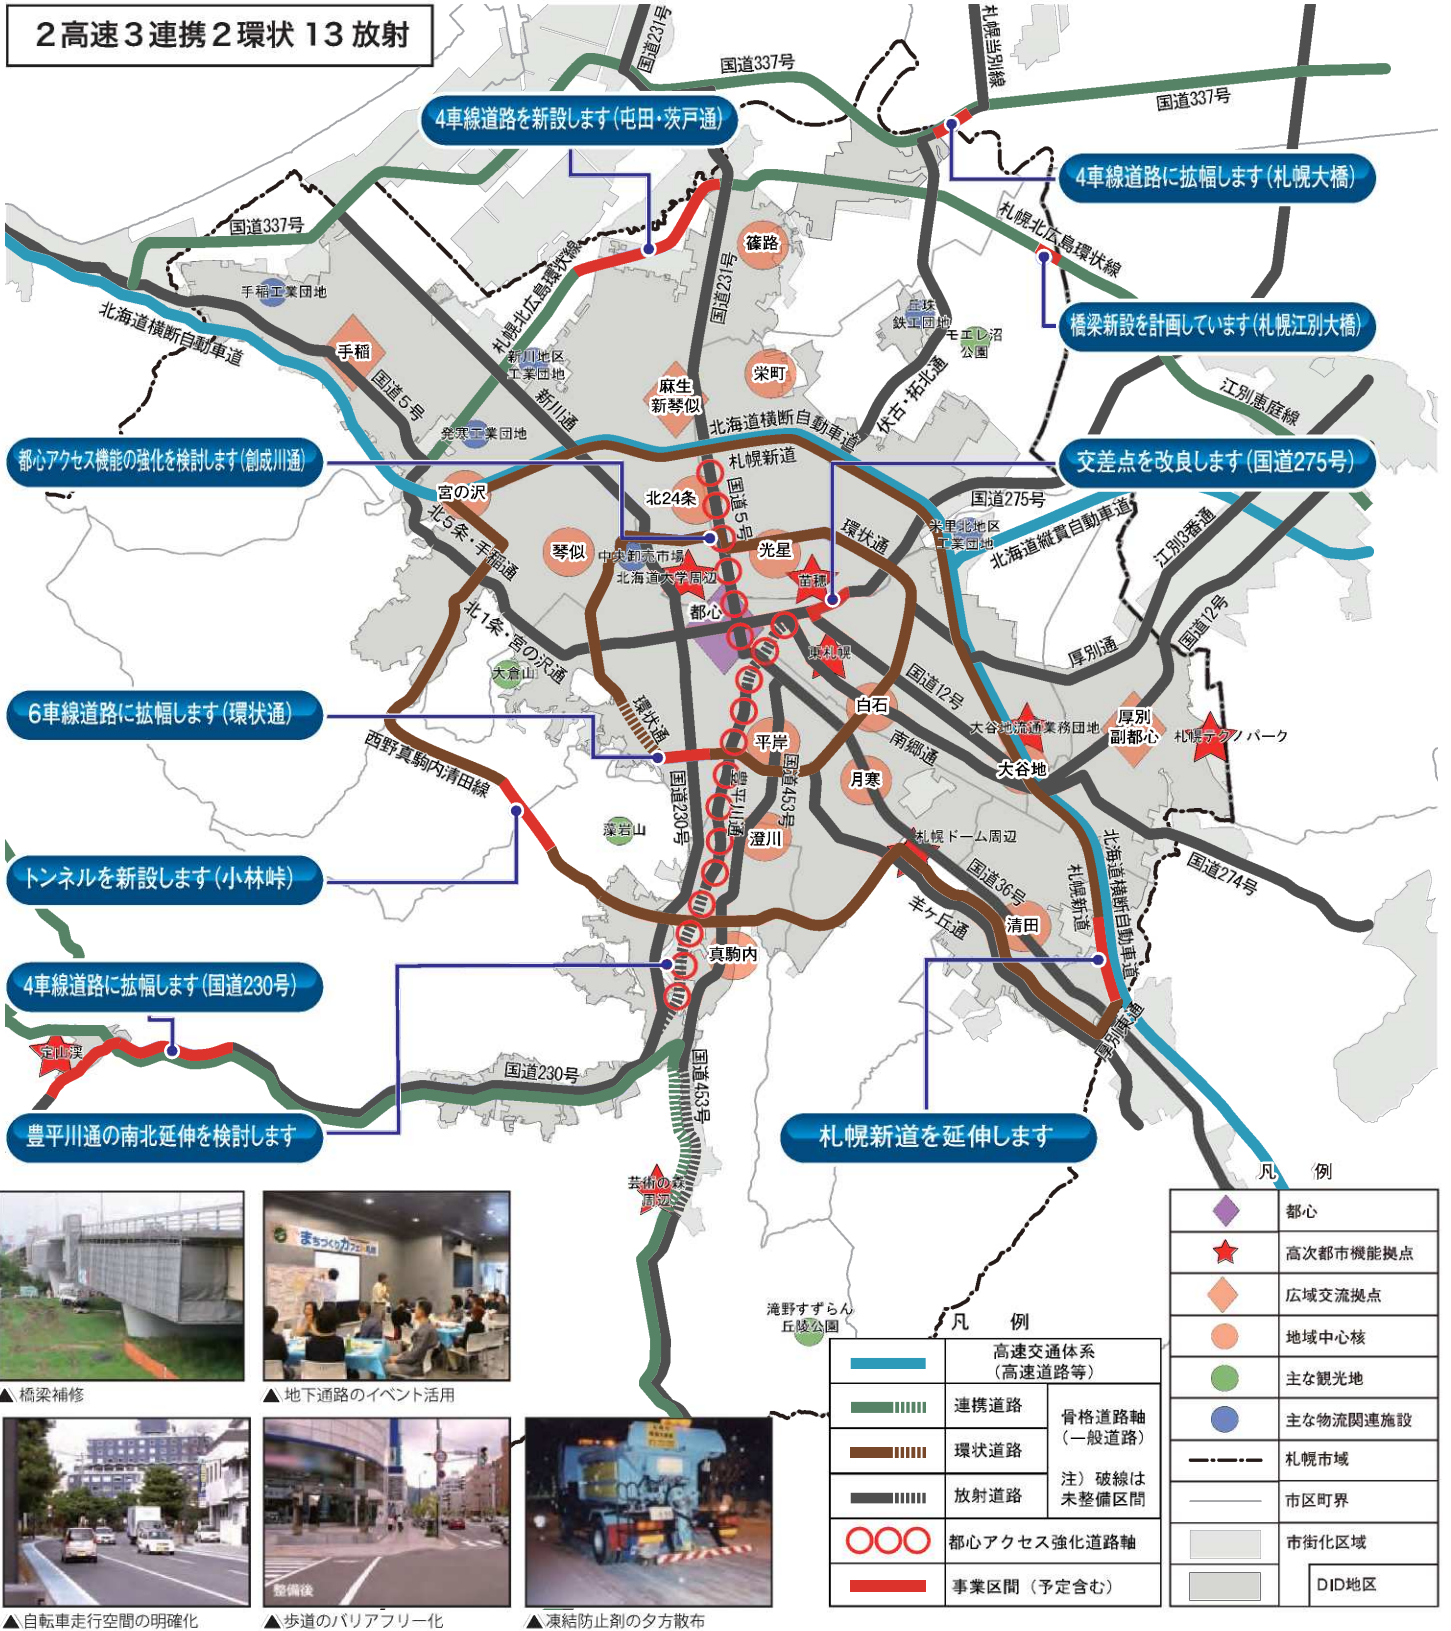 2高速3連携2環状 13 放射
国道231号
国道337号
札幌当別線
国道337号
4車線道路を新設します(屯田・茨戸通)
4車線道路に拡幅します(札幌大橋)
国道337号
札幌北広島環状線
篠路
国道231号
手稲工業団地
札幌北広島環状線
北海道横断自動車道
丘珠
鉄工団地
モエレ沼
公園
橋梁新設を計画しています(札幌江別大橋)
手稲
国道5号
新川地区
工業団地
新川通
麻生
新琴似
栄町
伏古・拓北通
江別恵庭線
発寒工業団地
北海道横断自動車道
札幌新道
都心アクセス機能の強化を検討します(創成川通)
交差点を改良します(国道275号)
宮の沢
北24条
国道5号
国道275号
北5条・手稲通
琴似
中央卸売市場
北海道大学周辺
光星
環状通
米里北地区
工業団地
北海道縦貫自動車道
江別3番通
苗穂
都心
北1条・宮の沢通
国道12号
大倉山
東札幌
厚別通
国道12号
6車線道路に拡幅します(環状通)
環状通
白石
大谷地流通業務団地
厚別
副都心
札幌テクノパーク
西野真駒内清田線
平岸
南郷通
大谷地
国道230号
豊平川通
国道453号
月寒
藻岩山
澄川
札幌ドーム周辺
北海道横断自動車道
札幌新道
国道274号
トンネルを新設します(小林峠)
国道36号
羊ヶ丘通
清田
真駒内
4車線道路に拡幅します(国道230号)
定山渓
厚別東通
国道230号
国道453号
豊平川通の南北延伸を検討します
札幌新道を延伸します
芸術の森
周辺
滝野すずらん
丘陵公園
凡 例
都心
高次都市機能拠点
広域交流拠点
地域中心核
主な観光地
主な物流関連施設
札幌市域
市区町界
市街化区域
DID地区
凡 例
高速交通体系
(高速道路等)
連携道路
環状道路
放射道路
骨格道路軸
(一般道路)
注）破線は
未整備区間
都心アクセス強化道路軸
事業区間（予定含む）
まちづくりカフェ
▲橋梁補修
▲地下通路のイベント活用
整備後
▲自転車走行空間の明確化
▲歩道のバリアフリー化
▲凍結防止剤の夕方散布